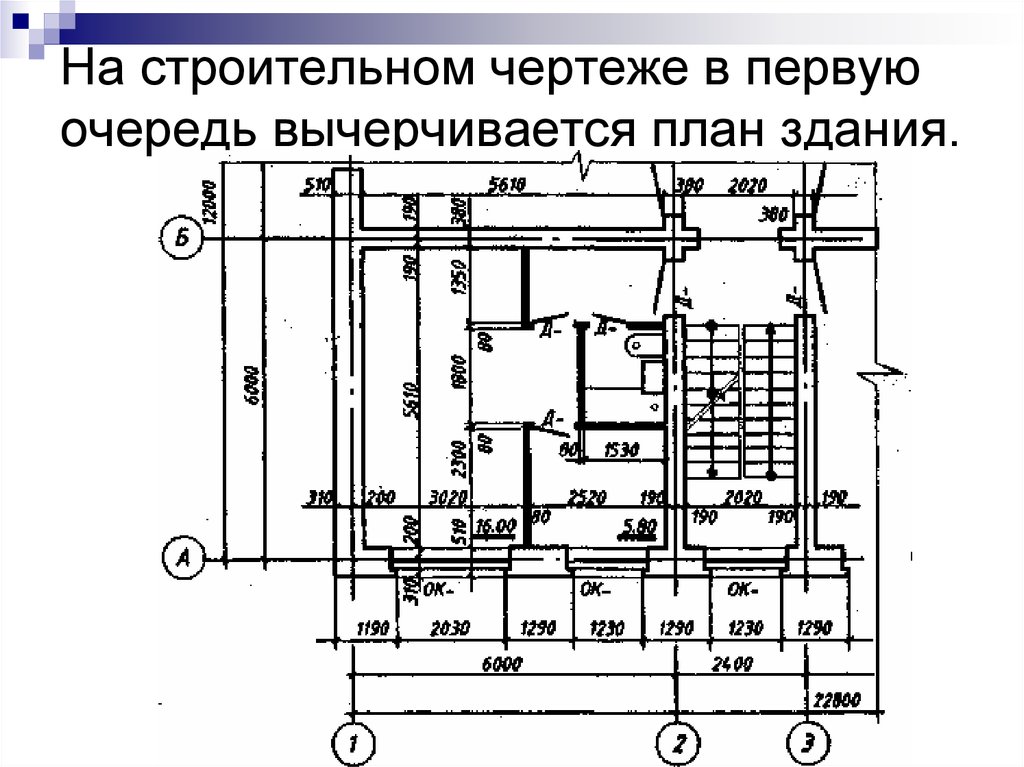 На строительном чертеже в первую
очередь вычерчивается план здания.
510 5610 380 2020
12000 190 380 380
Б
190 1350
Д- Д-
Д- Д-
80
6000 5610 1800
Д-
80 2300 80 1530
310 200 3020 2520 190 2020 190
200 510 16.00 80 5.80 190 190
А
310 ОК- ОК- ОК-
1190 2030 1290 1230 1290 1230 1290
6000 2400
22800
1 2 3